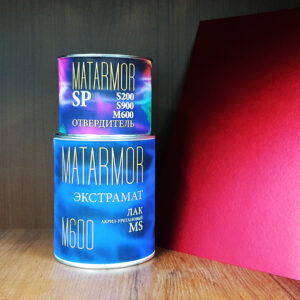 MATARMOR
SP
S200
S900
M600
ОТВЕРДИТЕЛЬ
MATARMOR
ЭКСТРАМАТ
ЛАК
АКРИЛ-УРЕТАНОВЫЙ
MS
M600